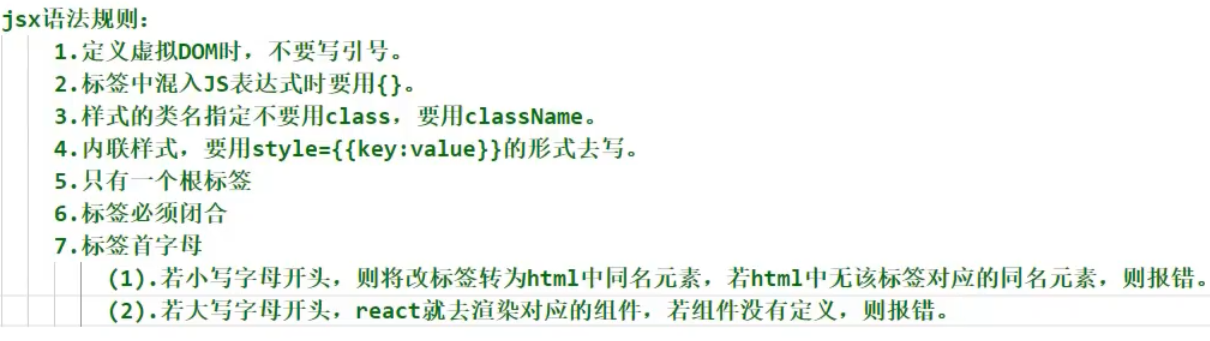 jsx语法规则：
1.定义虚拟DOM时，不要写引号。
2.标签中混入JS表达式时要用{}。
3.样式的类名指定不要用class，要用className。
4.内联样式，要用style={{key:value}}的形式去写。
5.只有一个根标签
6.标签必须闭合
7.标签首字母
(1).若小写字母开头，则将改标签转为html中同名元素，若html中无该标签对应的同名元素，则报错。
(2).若大写字母开头，react就去渲染对应的组件，若组件没有定义，则报错。